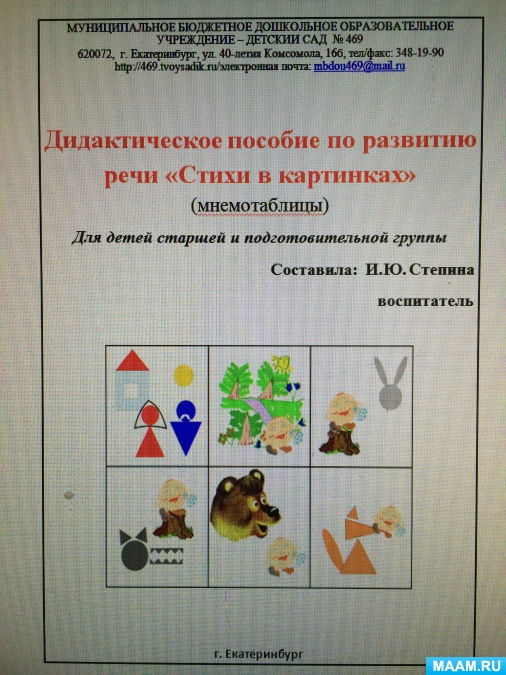 МУНИЦИПАЛЬНОЕ БЮДЖЕТНОЕ ДОШКОЛЬНОЕ ОБРАЗОВАТЕЛЬНОЕ
УЧРЕЖДЕНИЕ – ДЕТСКИЙ САД № 469
620072, г. Екатеринбург, ул. 40-летия Комсомола, 16б, тел/факс: 348-19-90
http://469.tvoysadik.ru/электронная почта: mbdou469@mail.ru
Дидактическое пособие по развитию
речи «Стихи в картинках»
(мнемотаблицы)
Для детей старшей и подготовительной группы
Составила: И.Ю. Степина
воспитатель
г. Екатеринбург
MAAM.RU